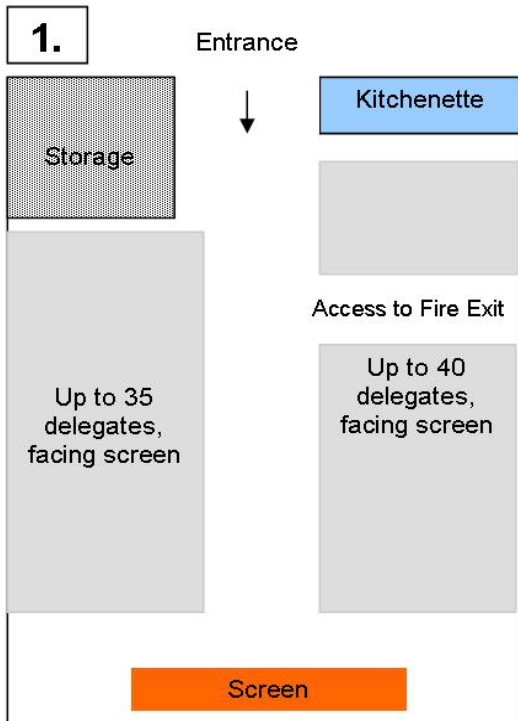 1.
Entrance
Kitchenette
Storage
Access to Fire Exit
Up to 35
delegates,
facing screen
Up to 40
delegates,
facing screen
Screen